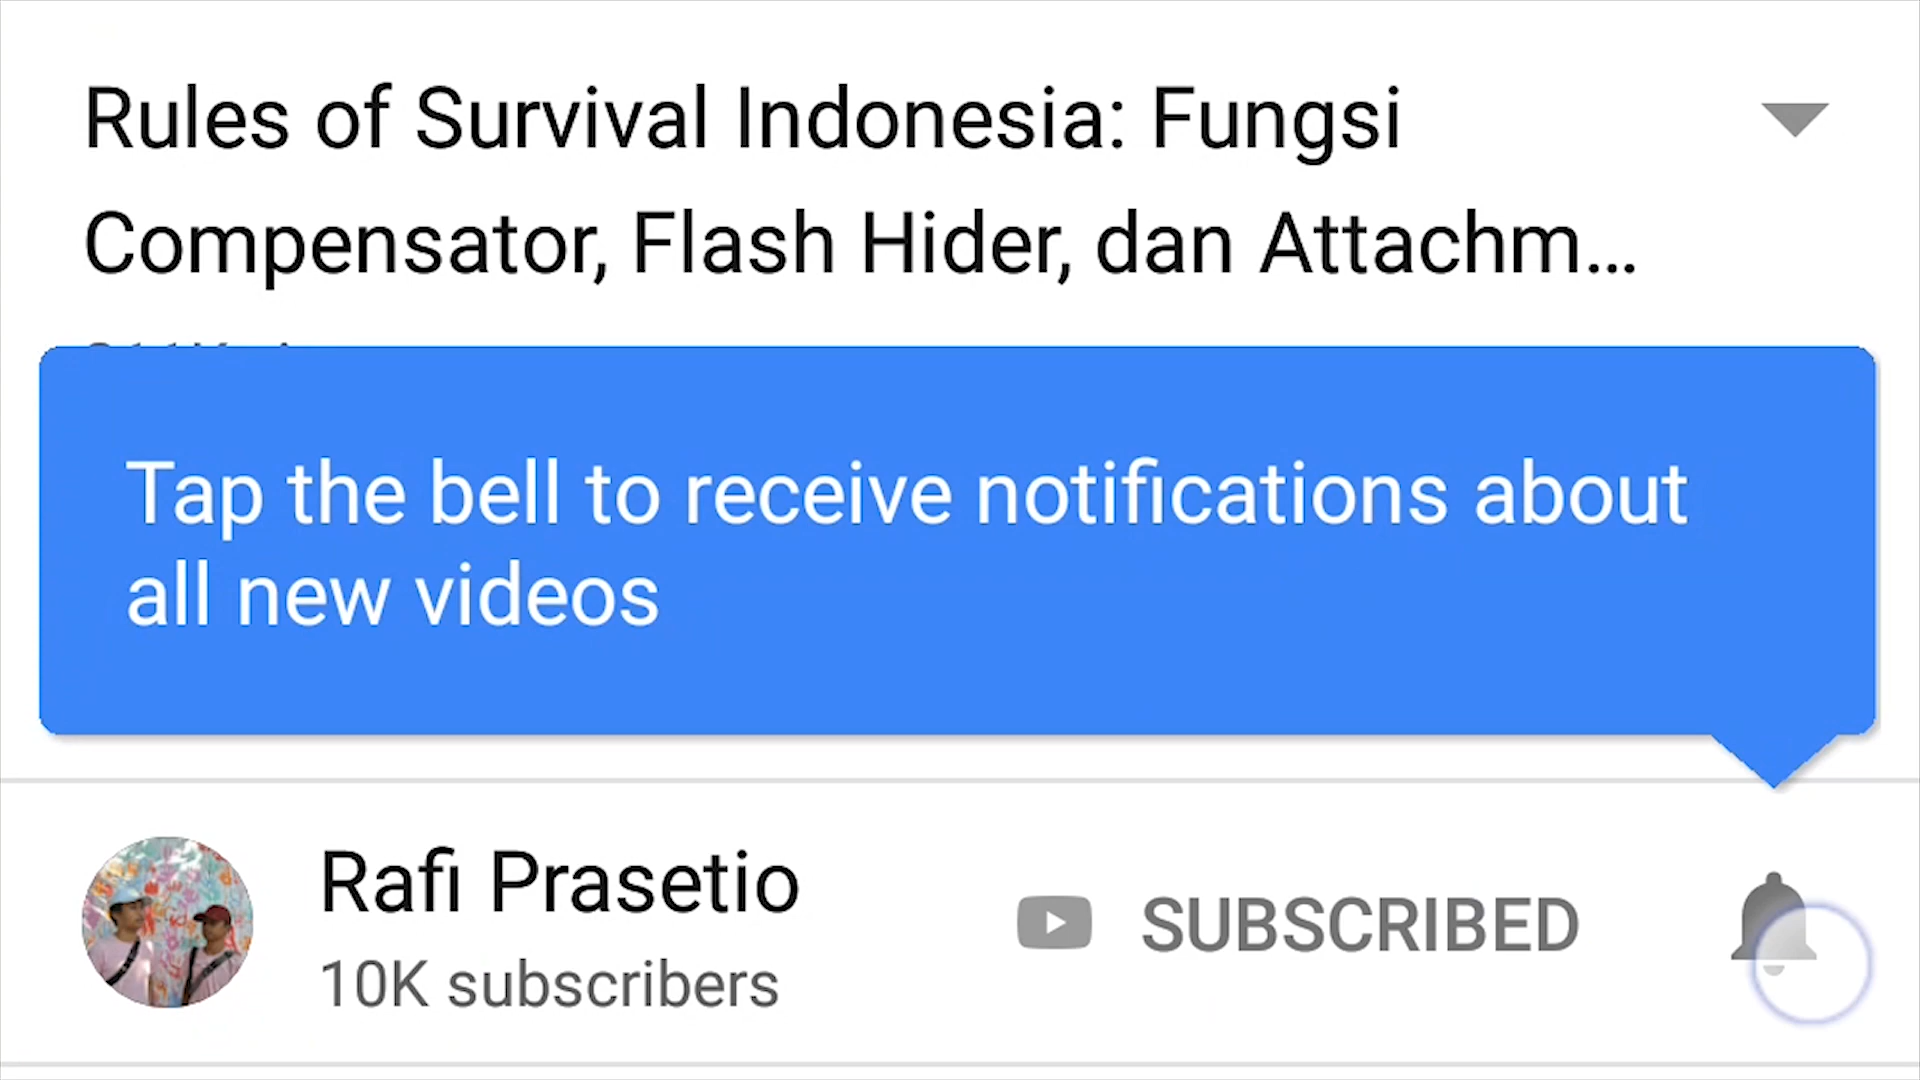 Rules of Survival Indonesia: Fungsi
Compensator, Flash Hider, dan Attachm...
Tap the bell to receive notifications about
all new videos
Rafi Prasetio
SUBSCRIBED
10K subscribers